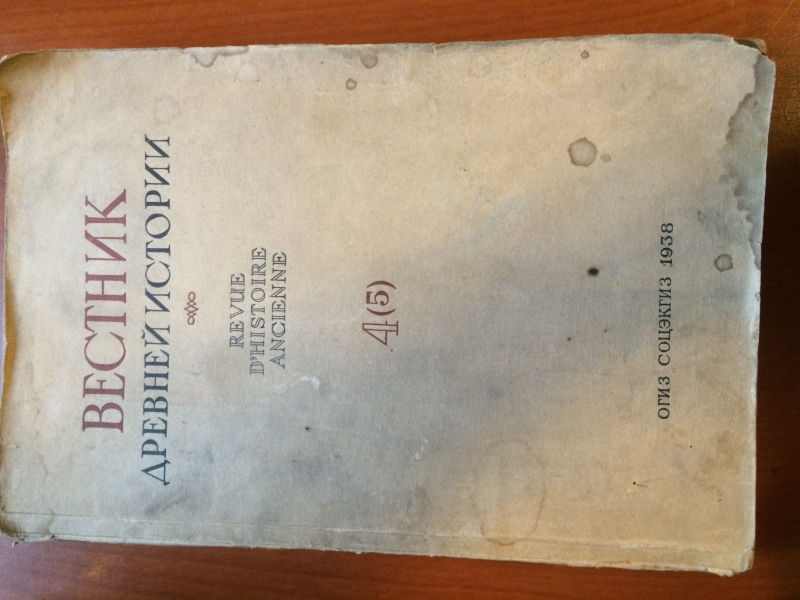 ВЕСТНИК
ДРЕВНЕЙ ИСТОРИИ
REVUE
D'HISTOIRE
ANCIENNE
4(5)
ОГИЗ СОЦЭКГИЗ 1938